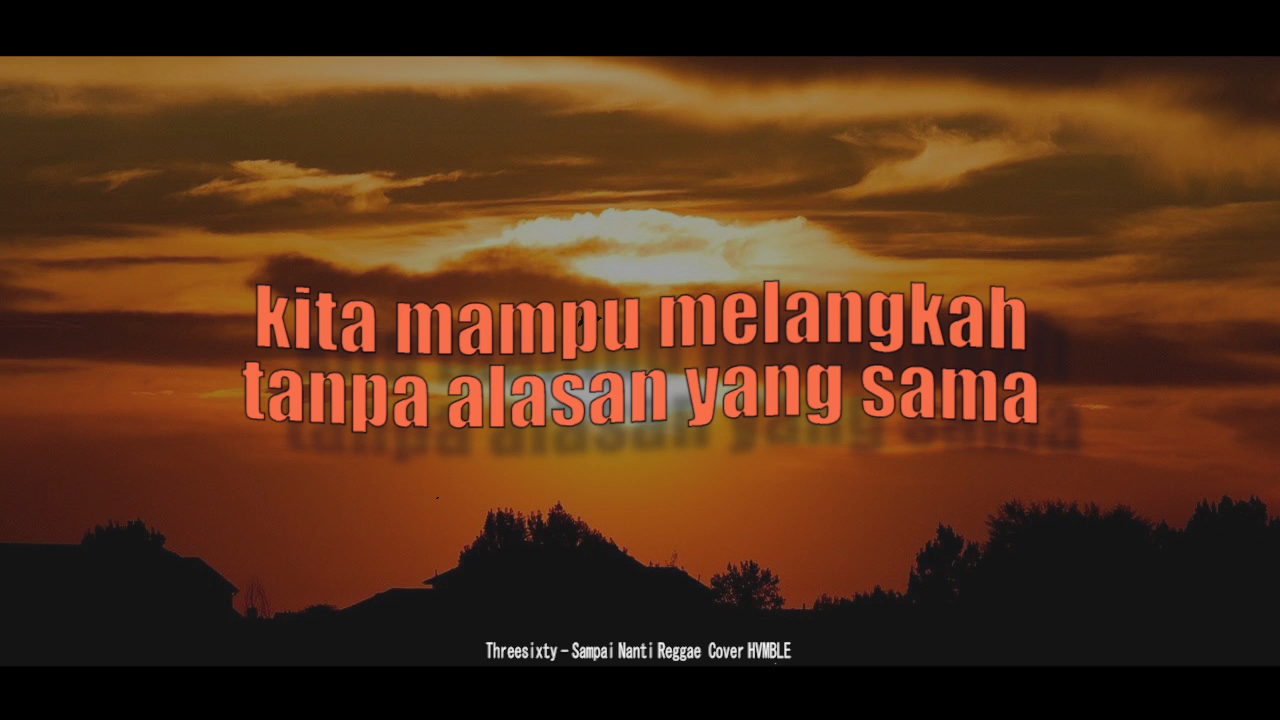 kita mampu melangkah
tanpa alasan yang sama
Threesixty - Sampai Nanti Reggae Cover HVMBLE